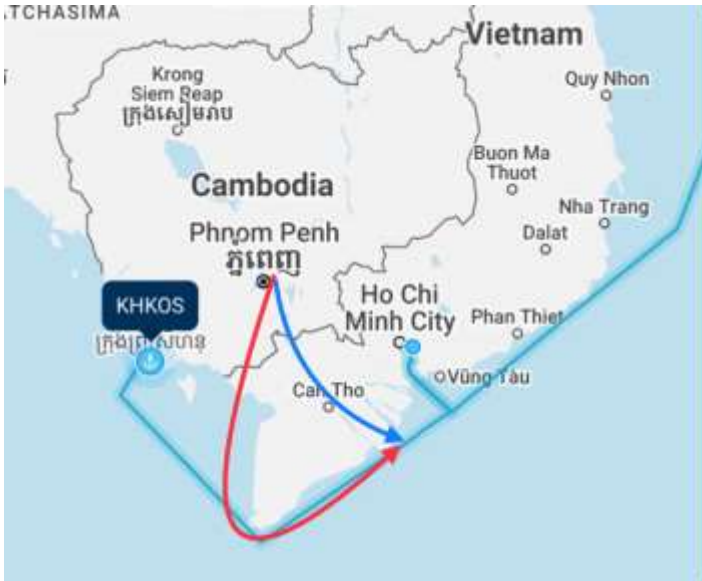 ATCHASIMA
Vietnam
Krong
Siem Reap
ក្រុងសៀមរាប
Quy Nhon
Buon Ma
Thuot
Cambodia
Nha Trang
Phnom Penh
ភ្នំពេញ
Dalat
KHKOS
Ho Chi
Minh City
Phan Thiet
Can Tho
Vũng Tàu